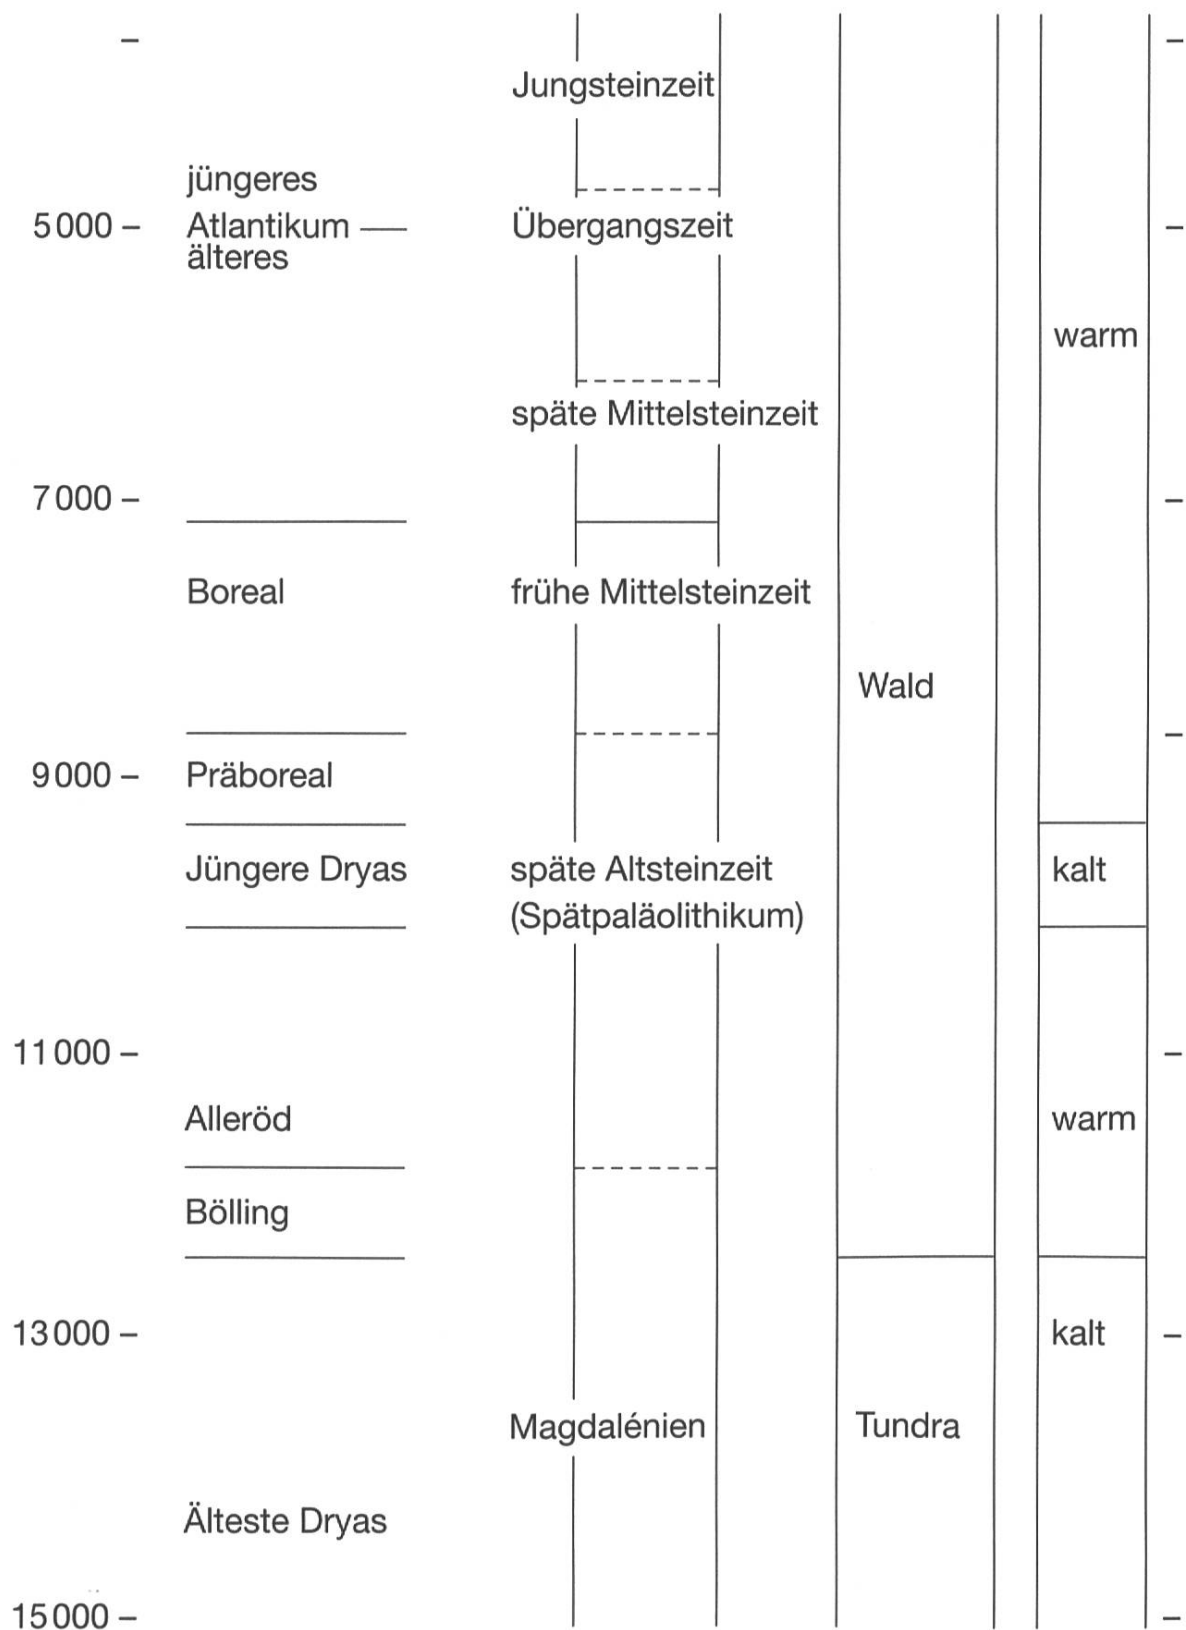 Jungsteinzeit
jüngeres
5000 – Atlantikum — Übergangszeit
älteres
warm
späte Mittelsteinzeit
7000 –
Boreal frühe Mittelsteinzeit
Wald
9000 – Präboreal
Jüngere Dryas späte Altsteinzeit kalt
(Spätpaläolithikum)
11000 –
Alleröd warm
Bölling
13000 – kalt
Magdalénien Tundra
Älteste Dryas
15000 –